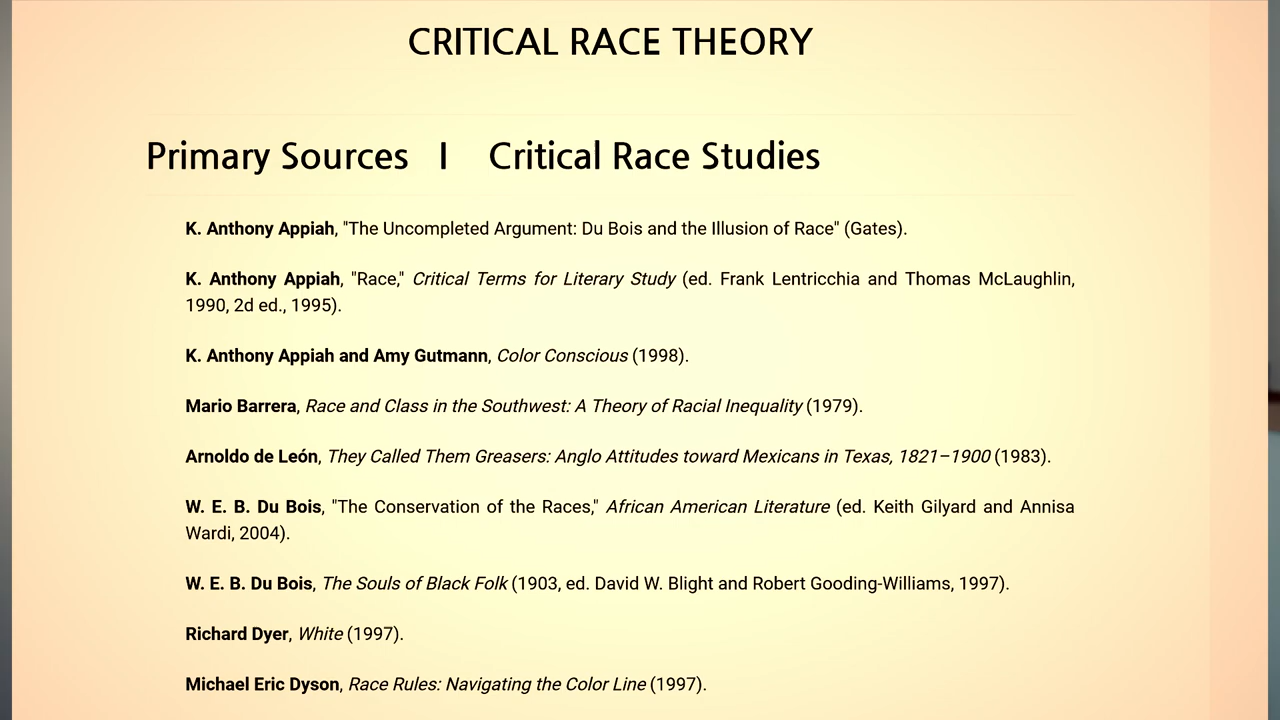 CRITICAL RACE THEORY
Primary Sources I Critical Race Studies
K. Anthony Appiah, "The Uncompleted Argument: Du Bois and the Illusion of Race" (Gates).
K. Anthony Appiah, "Race," Critical Terms for Literary Study (ed. Frank Lentricchia and Thomas McLaughlin,
1990, 2d ed., 1995).
K. Anthony Appiah and Amy Gutmann, Color Conscious (1998).
Mario Barrera, Race and Class in the Southwest: A Theory of Racial Inequality (1979).
Arnoldo de León, They Called Them Greasers: Anglo Attitudes toward Mexicans in Texas, 1821–1900 (1983).
W. E. B. Du Bois, "The Conservation of the Races," African American Literature (ed. Keith Gilyard and Annisa
Wardi, 2004).
W. E. B. Du Bois, The Souls of Black Folk (1903, ed. David W. Blight and Robert Gooding-Williams, 1997).
Richard Dyer, White (1997).
Michael Eric Dyson, Race Rules: Navigating the Color Line (1997).